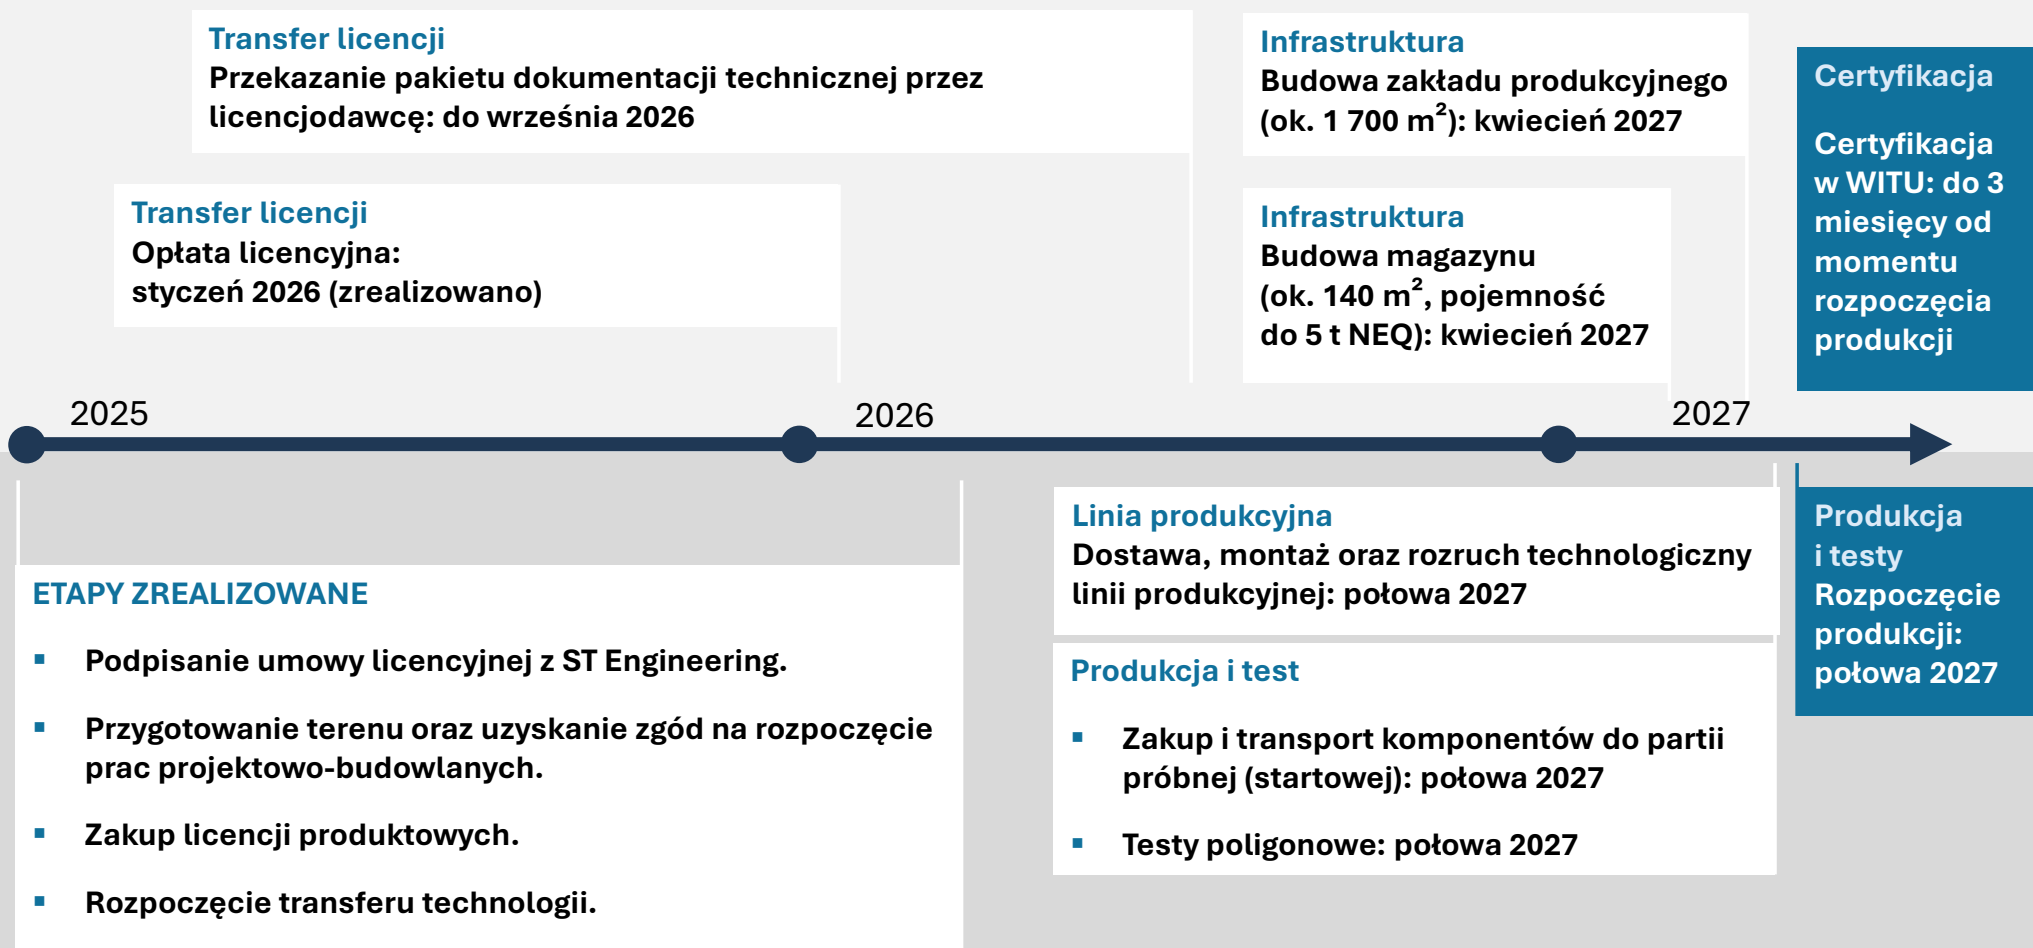 Transfer licencji
Przekazanie pakietu dokumentacji technicznej przez
licencjodawcę: do września 2026
Transfer licencji
Opłata licencyjna:
styczeń 2026 (zrealizowano)
Infrastruktura
Budowa zakładu produkcyjnego
(ok. 1 700 m²): kwiecień 2027
Infrastruktura
Budowa magazynu
(ok. 140 m², pojemność
do 5 t NEQ): kwiecień 2027
Certyfikacja
Certyfikacja
w WITU: do 3
miesięcy od
momentu
rozpoczęcia
produkcji
2025
2026
2027
ETAPY ZREALIZOWANE
▪ Podpisanie umowy licencyjnej z ST Engineering.
▪ Przygotowanie terenu oraz uzyskanie zgód na rozpoczęcie
prac projektowo-budowlanych.
▪ Zakup licencji produktowych.
▪ Rozpoczęcie transferu technologii.
Linia produkcyjna
Dostawa, montaż oraz rozruch technologiczny
linii produkcyjnej: połowa 2027
Produkcja i test
▪ Zakup i transport komponentów do partii
próbnej (startowej): połowa 2027
▪ Testy poligonowe: połowa 2027
Produkcja
i testy
Rozpoczęcie
produkcji:
połowa 2027